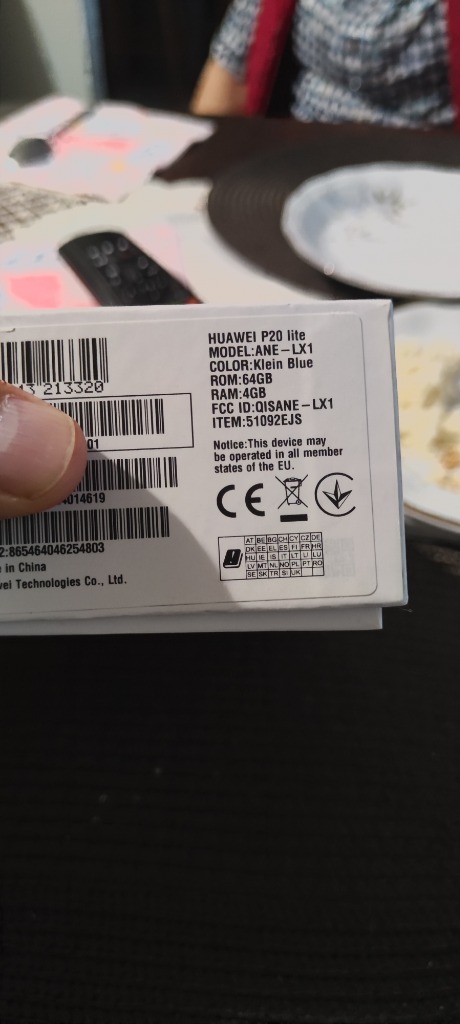 213320
01
4014619
2:865464046254803
in China
wei Technologies Co., Ltd.
HUAWEI P20 lite
MODEL:ANE-LX1
COLOR:Klein Blue
ROM:64GB
RAM:4GB
FCC ID:QISANE-LX1
ITEM:51092EJS
Notice:This device may
be operated in all member
states of the EU.
CE
AT BE BG CH CY CZ DE
DK EE EL ES FI FR HR
HU IE IS IT LT LU
LV MT NL NO PL PT RO
SE SK TR SI UK